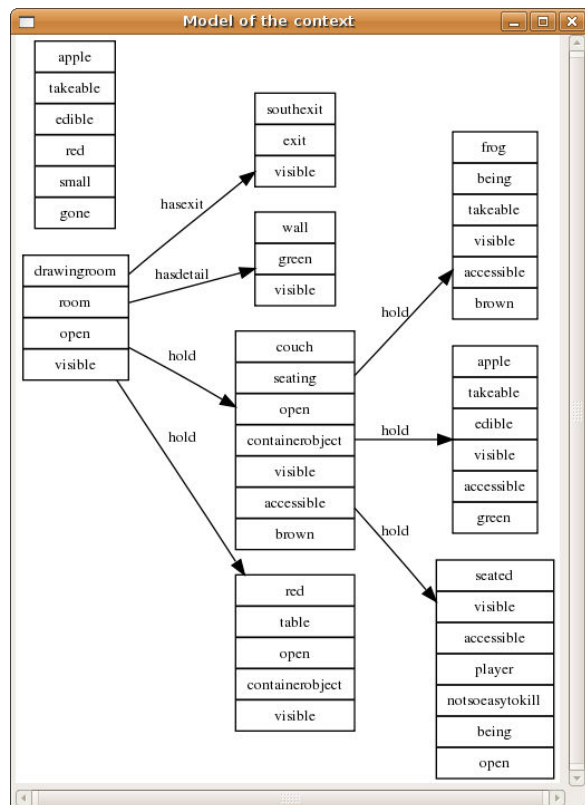 Model of the context
apple
takeable
edible
red
small
gone
drawingroom
room
open
visible
hasexit
hasdetail
hold
hold
southexit
exit
visible
wall
green
visible
couch
seating
open
containerobject
visible
accessible
brown
red
table
open
containerobject
visible
hold
hold
hold
frog
being
takeable
visible
accessible
brown
apple
takeable
edible
visible
accessible
green
seated
visible
accessible
player
notsoeasytokill
being
open